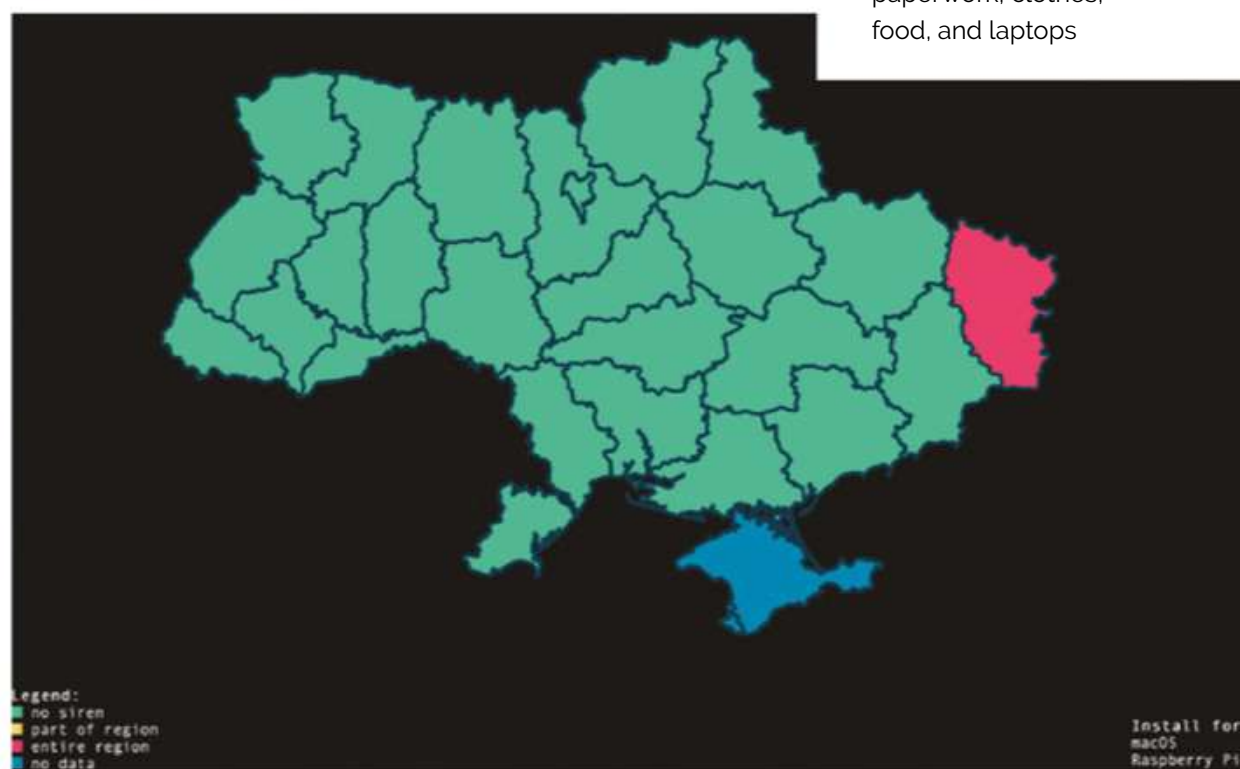 food, and laptops
Legend:
no siren
part of region
entire region
no data
Install for
macOS
Raspberry Pi